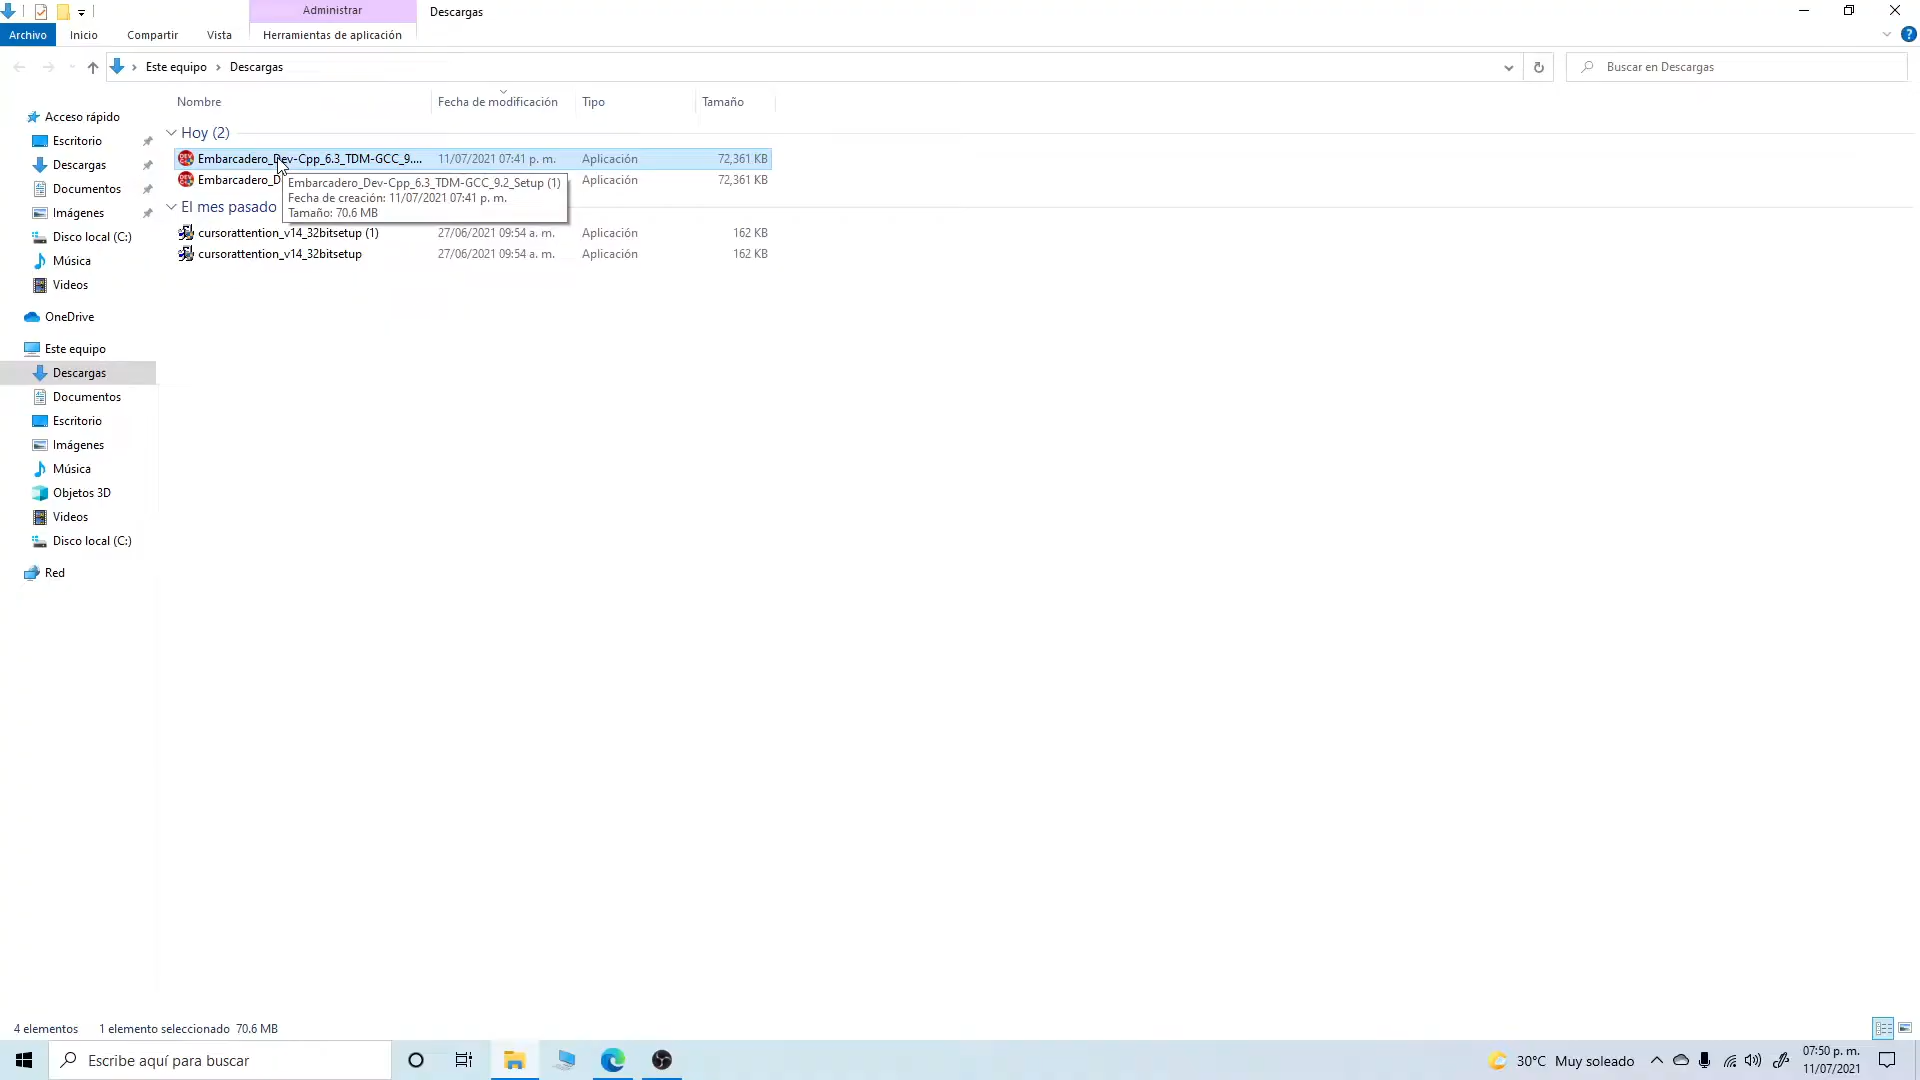 Administrar
Descargas
Archivo
Inicio
Compartir
Vista
Herramientas de aplicación
Este equipo
Descargas
Buscar en Descargas
Nombre
Fecha de modificación
Tipo
Tamaño
Hoy (2)
Embarcadero_Dev-Cpp_6.3_TDM-GCC_9.... 11/07/2021 07:41 p. m. Aplicación 72,361 KB
Embarcadero_D Aplicación 72,361 KB
Embarcadero_Dev-Cpp_6.3_TDM-GCC_9.2_Setup (1)
Fecha de creación: 11/07/2021 07:41 p. m.
Tamaño: 70.6 MB
El mes pasado
cursorattention_v14_32bitsetup (1) 27/06/2021 09:54 a. m. Aplicación 162 KB
cursorattention_v14_32bitsetup 27/06/2021 09:54 a. m. Aplicación 162 KB
Acceso rápido
Escritorio
Descargas
Documentos
Imágenes
Disco local (C:)
Música
Videos
OneDrive
Este equipo
Descargas
Documentos
Escritorio
Imágenes
Música
Objetos 3D
Videos
Disco local (C:)
Red
4 elementos
1 elemento seleccionado 70.6 MB
Escribe aquí para buscar
30°C Muy soleado
07:50 p. m.
11/07/2021